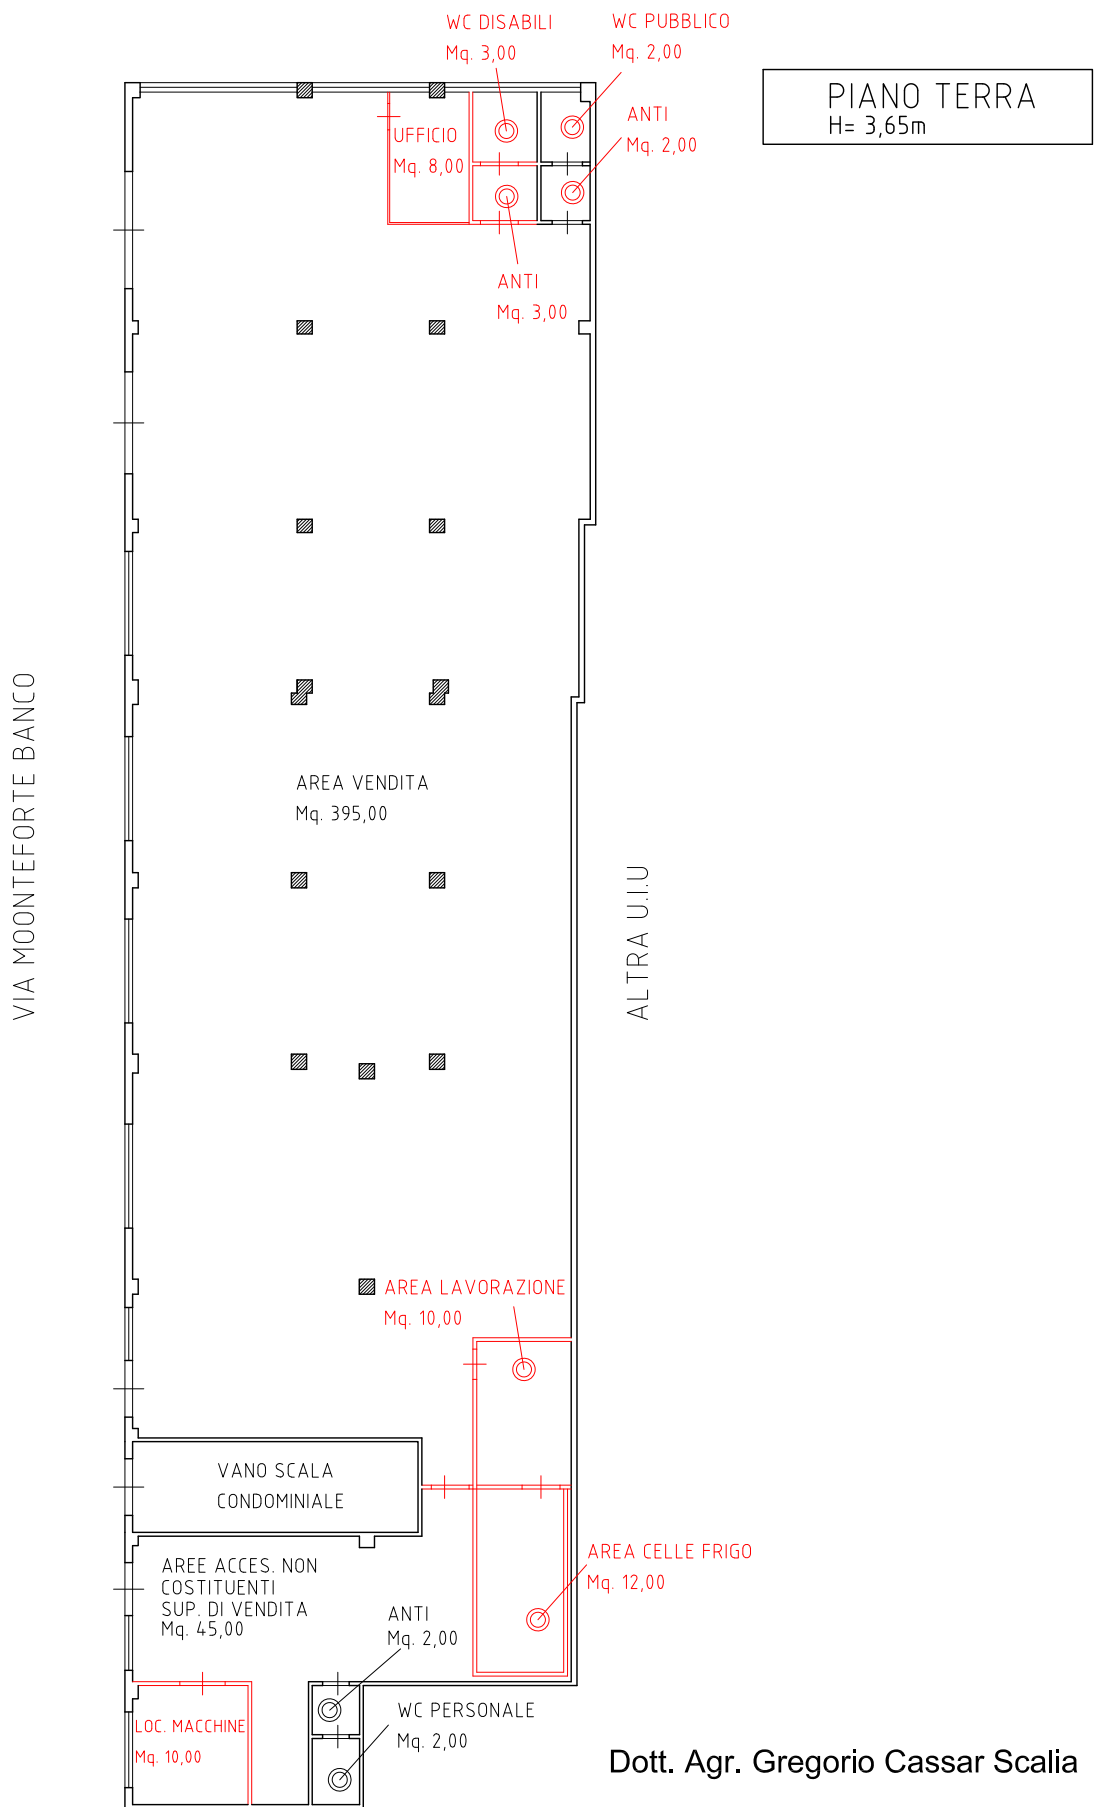 WC DISABILI
Mq. 3,00
WC PUBBLICO
Mq. 2,00
PIANO TERRA
H= 3,65m
ANTI
Mq. 2,00
UFFICIO
Mq. 8,00
ANTI
Mq. 3,00
VIA MOONTEFORTE BANCO
AREA VENDITA
Mq. 395,00
ALTRA U.I.U
AREA LAVORAZIONE
Mq. 10,00
VANO SCALA
CONDOMINIALE
AREE ACCES. NON
COSTITUENTI
SUP. DI VENDITA
Mq. 45,00
AREA CELLE FRIGO
Mq. 12,00
ANTI
Mq. 2,00
WC PERSONALE
Mq. 2,00
LOC. MACCHINE
Mq. 10,00
Dott. Agr. Gregorio Cassar Scalia